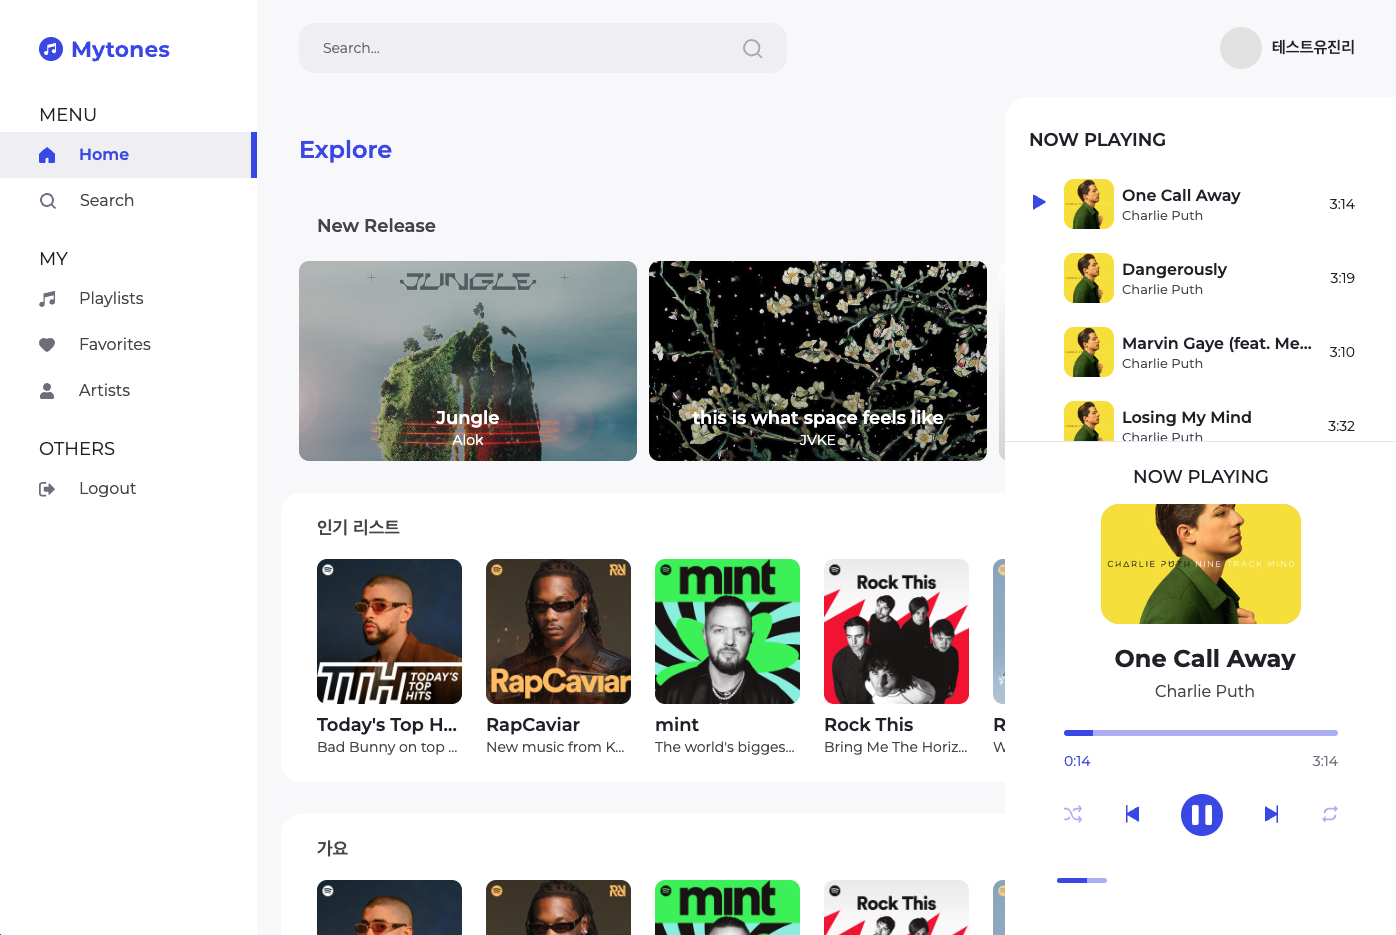 Mytones
MENU
Home
Search
MY
Playlists
Favorites
Artists
OTHERS
Logout
Search...
테스트유진리
Explore
New Release
JUNGLE
Jungle
Alok
this is what space feels like
JVKE
인기 리스트
TTH TODAY'S
TOP
HITS
Today's Top H...
Bad Bunny on top ...
RapCaviar
RapCaviar
New music from K...
mint
mint
The world's bigges...
Rock This
Rock This
Bring Me The Horiz...
R
W
가요
mint
Rock This
NOW PLAYING
One Call Away
Charlie Puth
3:14
Dangerously
Charlie Puth
3:19
Marvin Gaye (feat. Me...
Charlie Puth
3:10
Losing My Mind
Charlie Puth
3:32
NOW PLAYING
CHARLIE PUTH NINE TRACK MIND
One Call Away
Charlie Puth
0:14
3:14